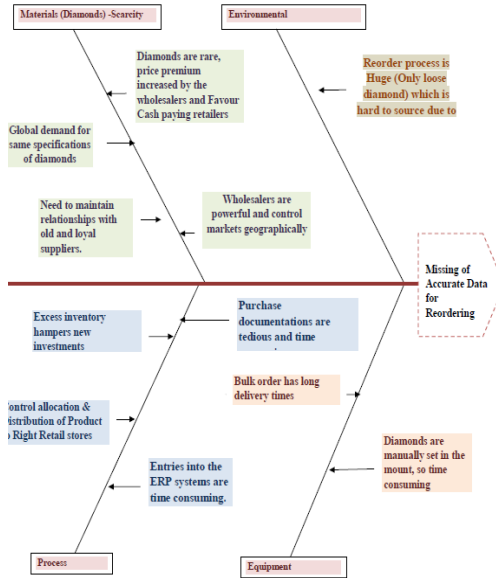 Materials (Diamonds) -Scarcity
Environmental
Diamonds are rare,
price premium
increased by the
wholesalers and Favour
Cash paying retailers
Reorder process is
Huge (Only loose
diamond) which is
hard to source due to
Global demand for
same specifications
of diamonds
Need to maintain
relationships with
old and loyal
suppliers.
Wholesalers are
powerful and control
markets geographically
Missing of
Accurate Data
for
Reordering
Excess inventory
hampers new
investments
Purchase
documentations are
tedious and time
Bulk order has long
delivery times
ontrol allocation &
istribution of Product
Right Retail stores
Diamonds are
manually set in the
mount, so time
consuming
Entries into the
ERP systems are
time consuming.
Process
Equipment